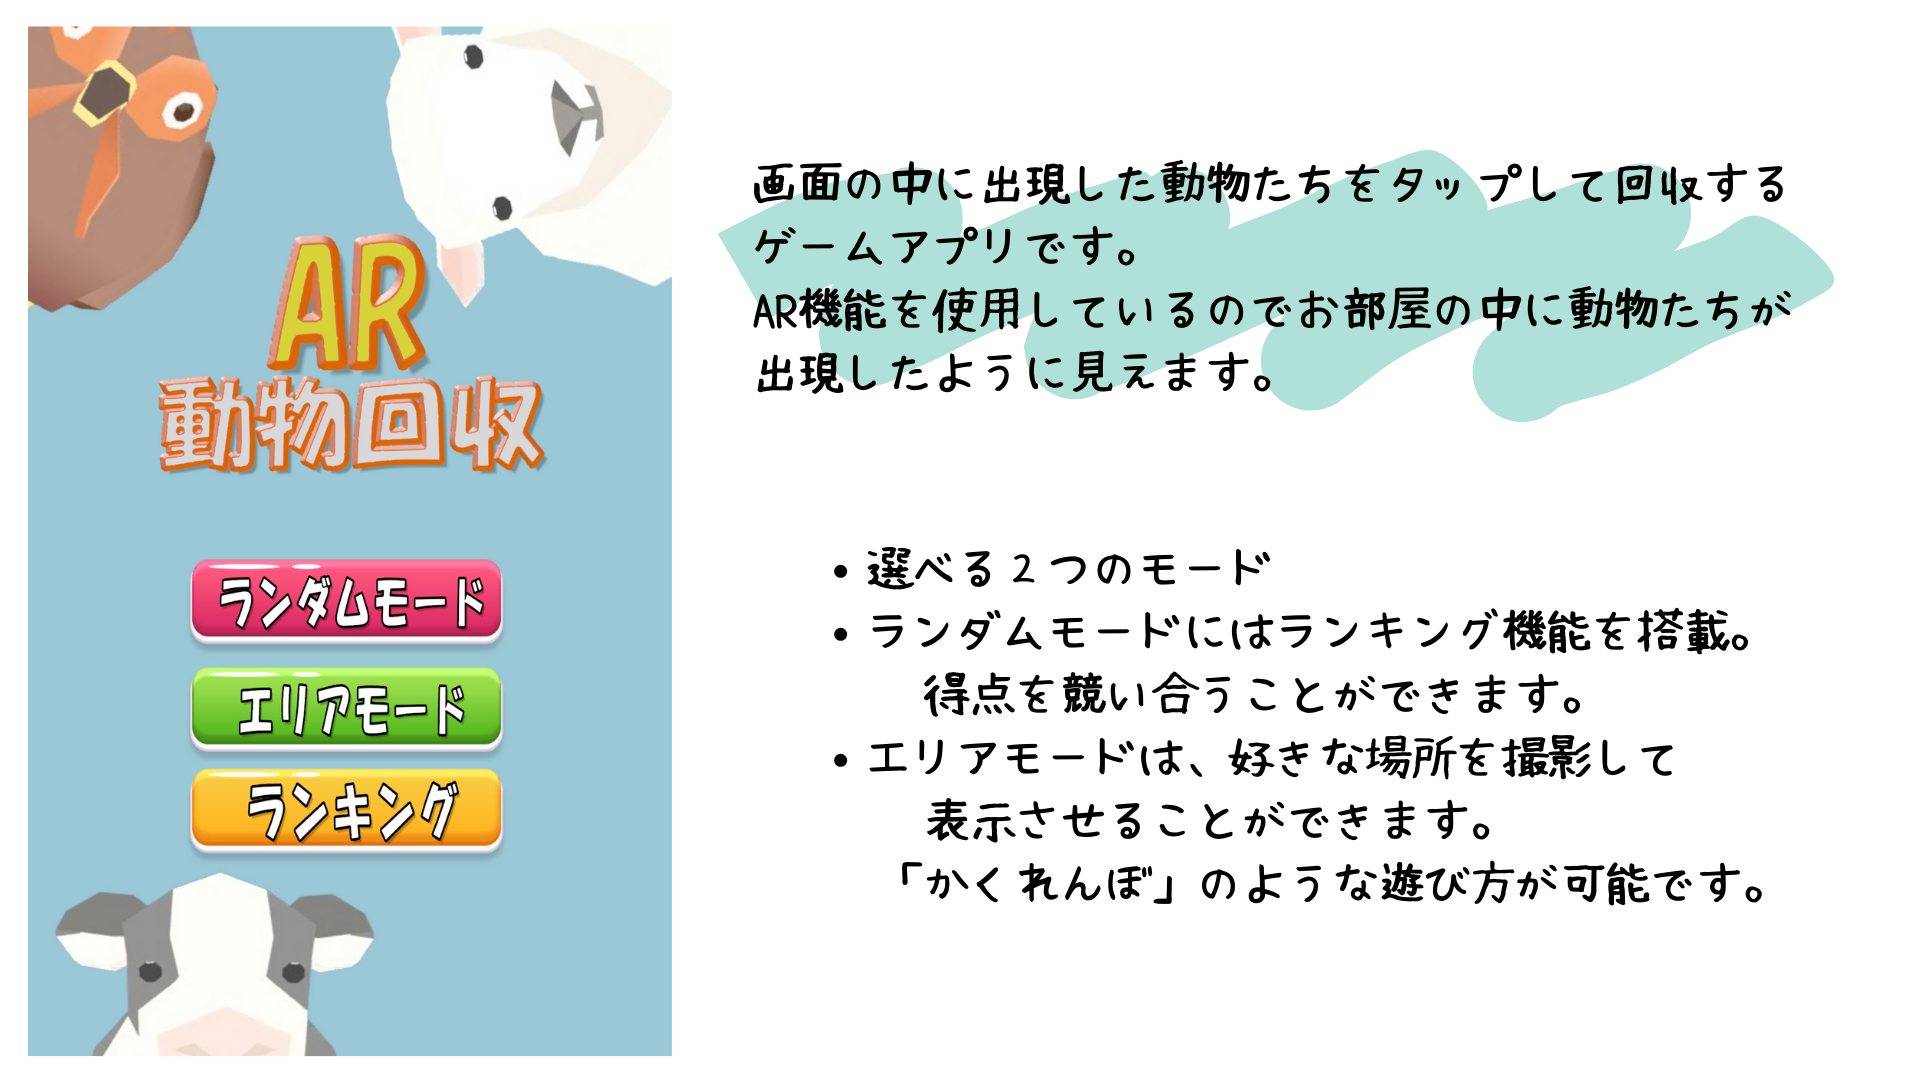 AR
動物回収
ランダムモード
エリアモード
ランキング
画面の中に出現した動物たちをタップして回収する
ゲームアプリです。
AR機能を使用しているのでお部屋の中に動物たちが
出現したように見えます。
• 選べる２つのモード
• ランダムモードにはランキング機能を搭載。
得点を競い合うことができます。
• エリアモードは、好きな場所を撮影して
表示させることができます。
「かくれんぼ」のような遊び方が可能です。